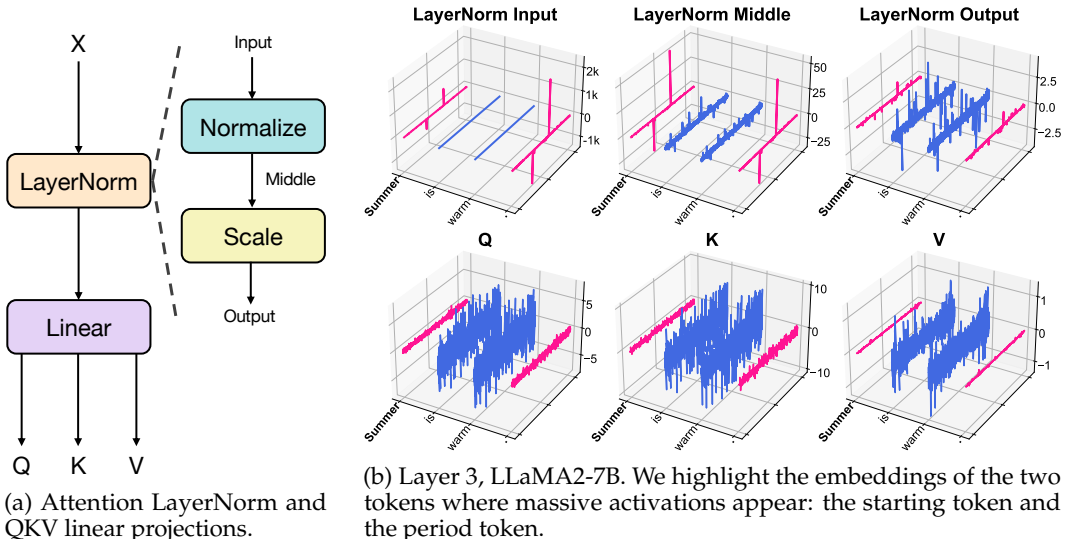 X
LayerNorm
Linear
Q K V
Input
Normalize
Middle
Scale
Output
(a) Attention LayerNorm and
QKV linear projections.
LayerNorm Input
2k
1k
0
-1k
Summer
is
warm
.
LayerNorm Middle
50
25
0
-25
Summer
is
warm
.
LayerNorm Output
2.5
0.0
-2.5
Summer
is
warm
.
Q
5
0
-5
Summer
is
warm
.
K
10
0
-10
Summer
is
warm
.
V
1
0
-1
Summer
is
warm
.
(b) Layer 3, LLaMA2-7B. We highlight the embeddings of the two
tokens where massive activations appear: the starting token and
the period token.